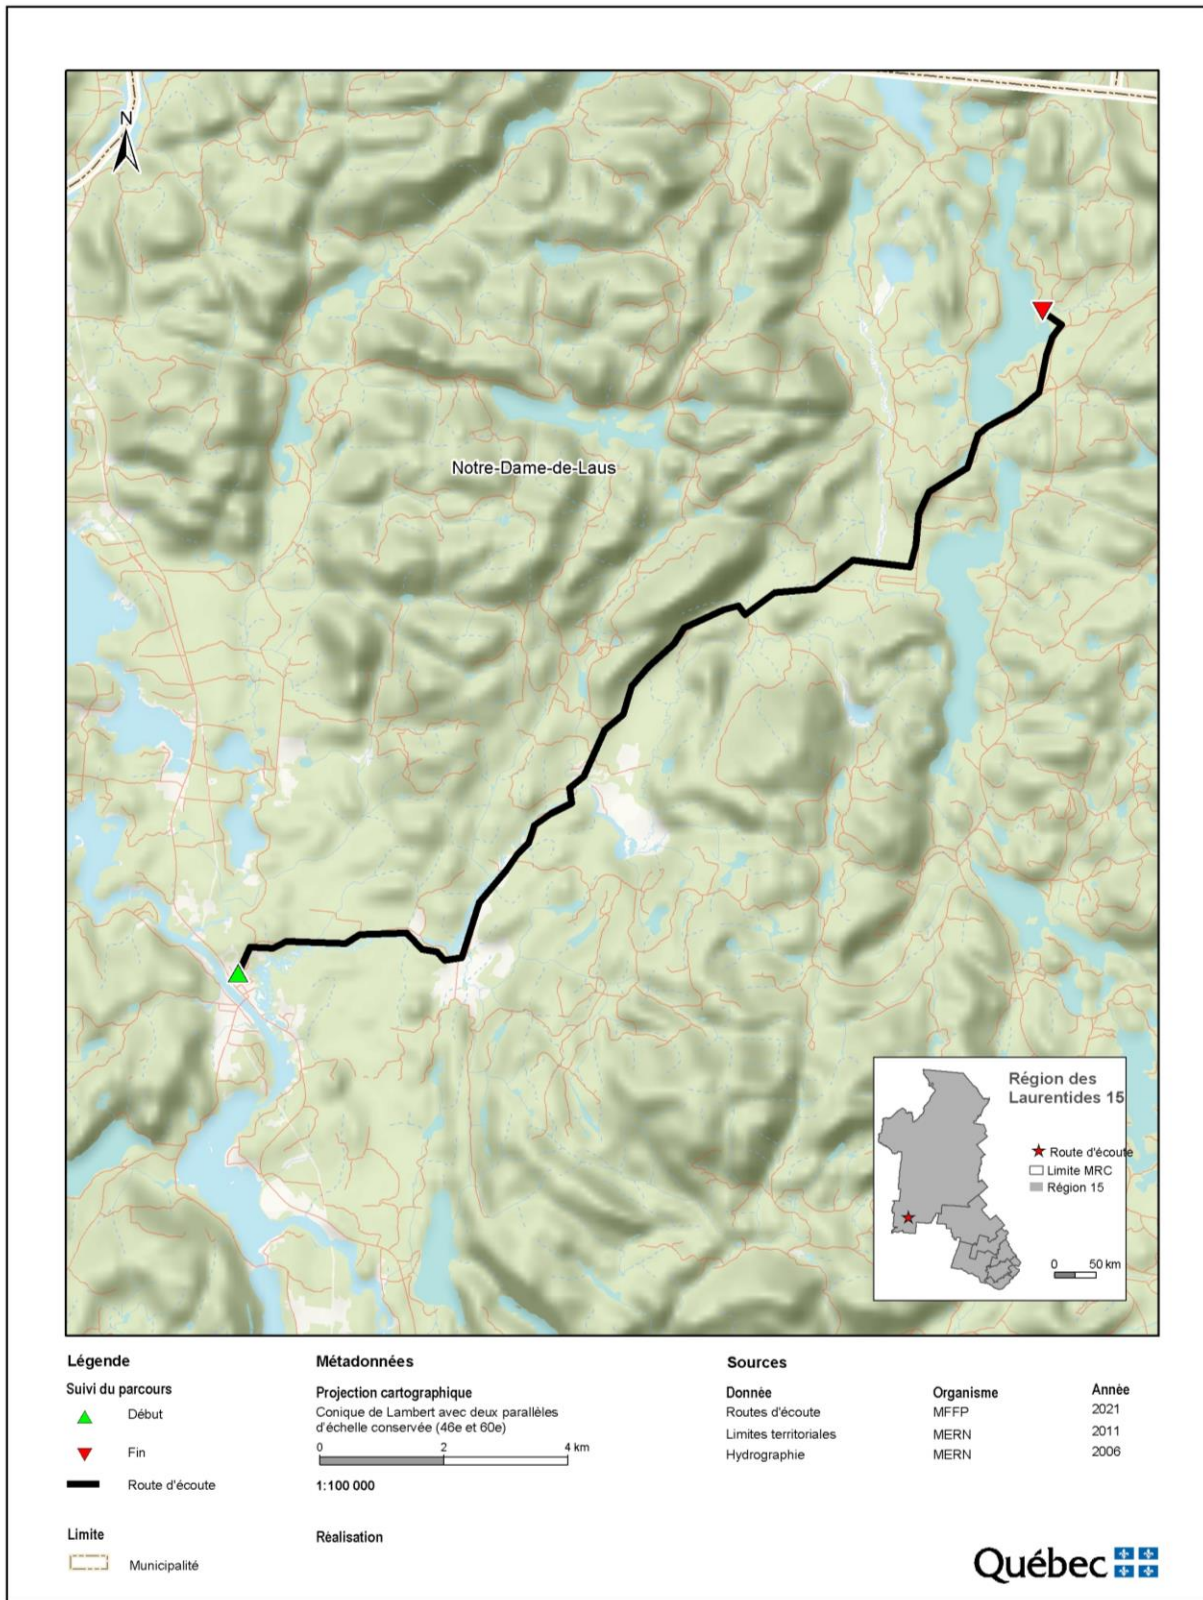 N
Notre-Dame-de-Laus
Région des
Laurentides 15
Route d'écoute
Limite MRC
Région 15
0 50 km
Légende
Suivi du parcours
Début
Fin
Route d'écoute
Limite
Municipalité
Métadonnées
Projection cartographique
Conique de Lambert avec deux parallèles
d'échelle conservée (46e et 60e)
0 2 4 km
1:100 000
Réalisation
Sources
Donnée Organisme Année
Routes d'écoute MFFP 2021
Limites territoriales MERN 2011
Hydrographie MERN 2006
Québec